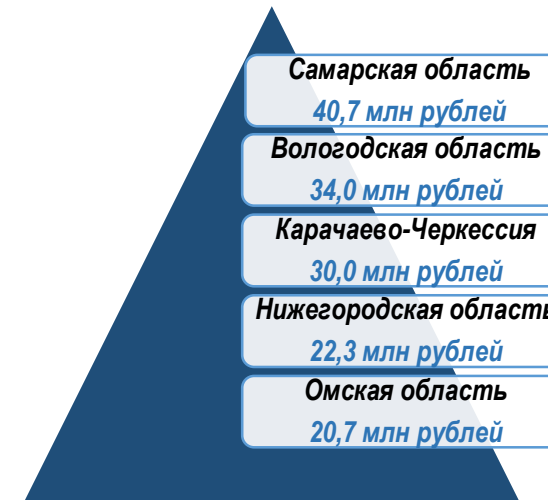 Самарская область
40,7 млн рублей
Вологодская область
34,0 млн рублей
Карачаево-Черкессия
30,0 млн рублей
Нижегородская область
22,3 млн рублей
Омская область
20,7 млн рублей